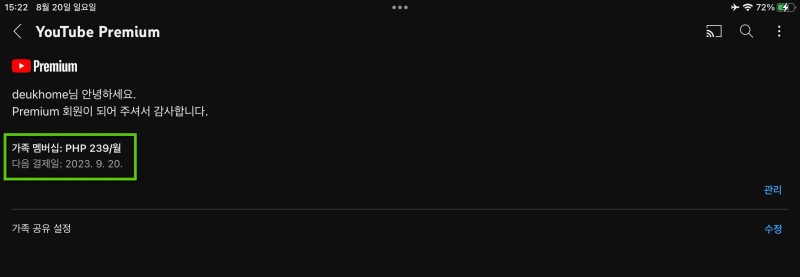 15:22 8월 20일 일요일 72%
YouTube Premium
Premium
deukhome님 안녕하세요.
Premium 회원이 되어 주셔서 감사합니다.
가족 멤버십: PHP 239/월
다음 결제일: 2023. 9. 20.
관리
가족 공유 설정 수정